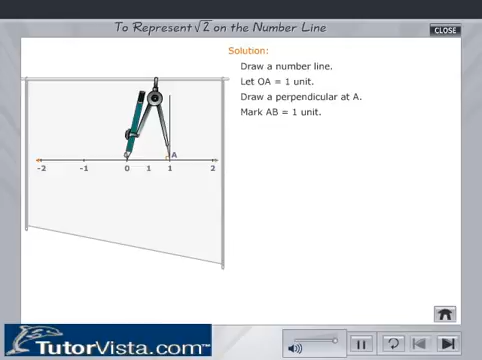 To Represent √2 on the Number Line
CLOSE
Solution:
Draw a number line.
Let OA = 1 unit.
Draw a perpendicular at A.
Mark AB = 1 unit.
A
-2 -1 0 1 1 2
TutorVista.com™